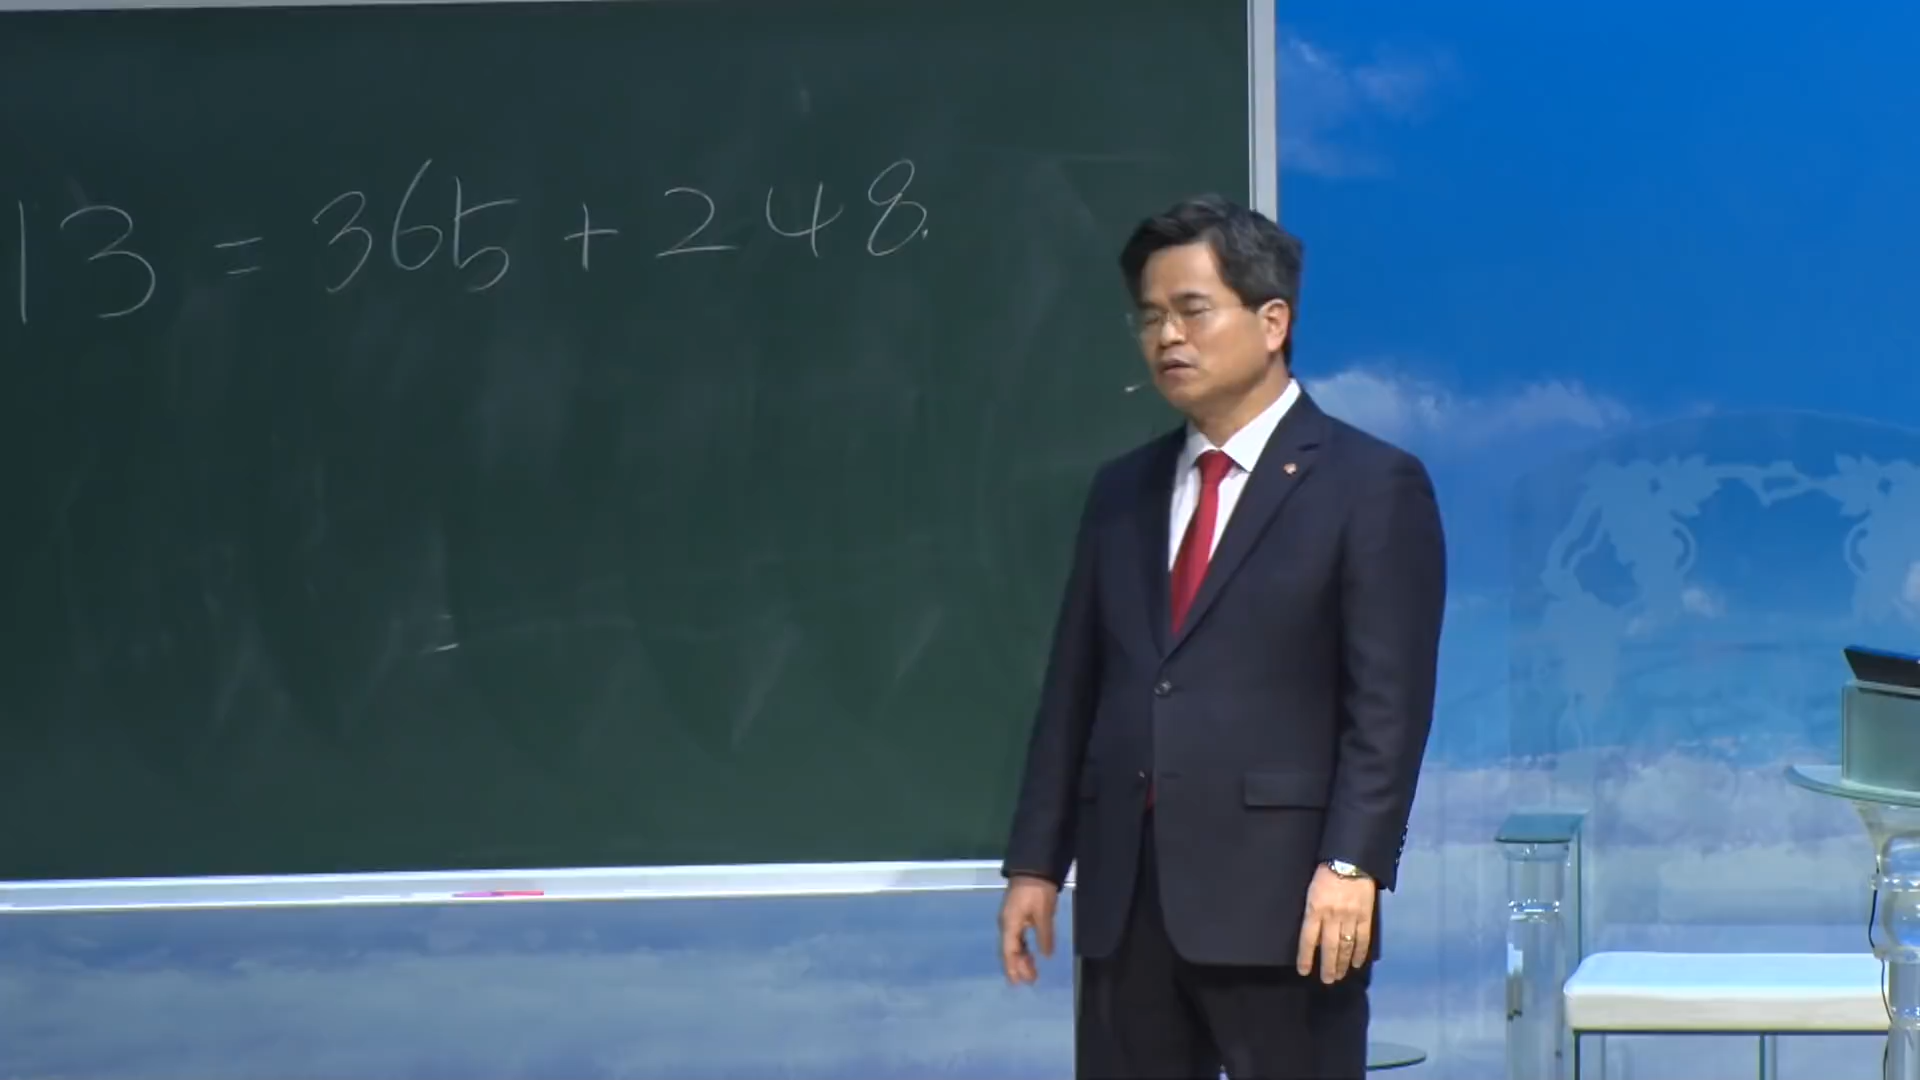 13 = 365 + 248.